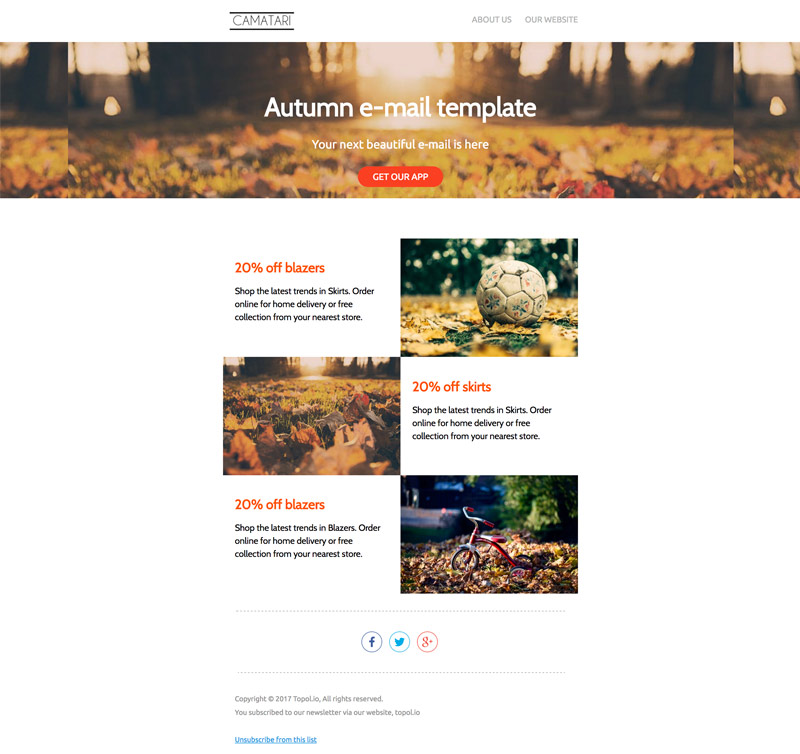 CAMATARI
ABOUT US OUR WEBSITE
Autumn e-mail template
Your next beautiful e-mail is here
GET OUR APP
20% off blazers
Shop the latest trends in Skirts. Order
online for home delivery or free
collection from your nearest store.
20% off skirts
Shop the latest trends in Skirts. Order
online for home delivery or free
collection from your nearest store.
20% off blazers
Shop the latest trends in Blazers. Order
online for home delivery or free
collection from your nearest store.
f
g+
Copyright © 2017 Topol.io, All rights reserved.
You subscribed to our newsletter via our website, topol.io
Unsubscribe from this list